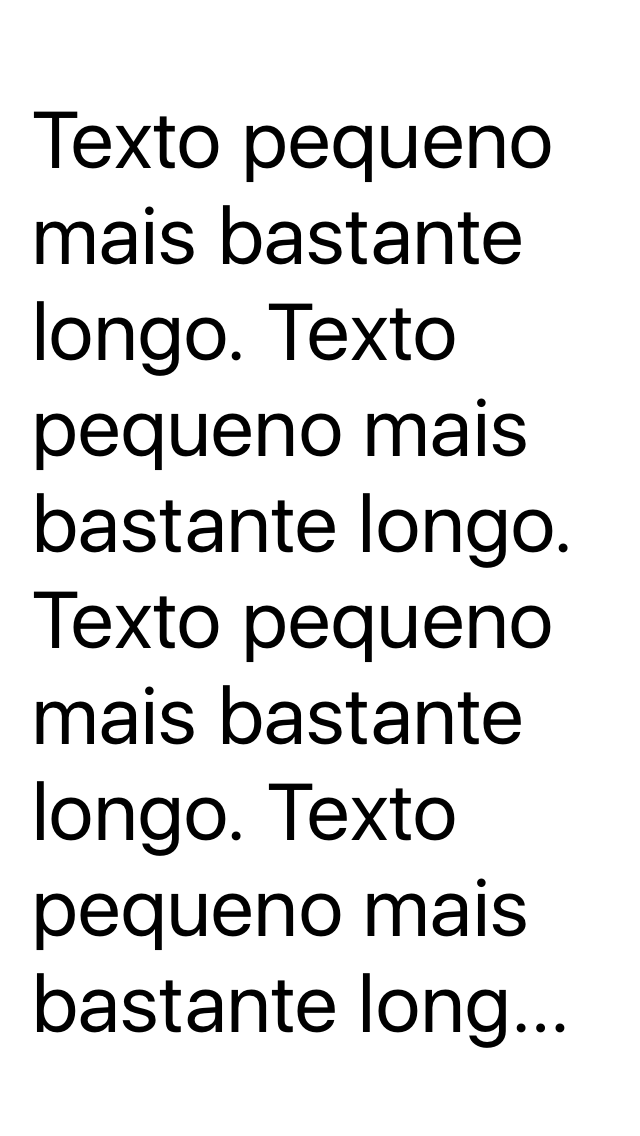 Texto pequeno
mais bastante
longo. Texto
pequeno mais
bastante longo.
Texto pequeno
mais bastante
longo. Texto
pequeno mais
bastante long...